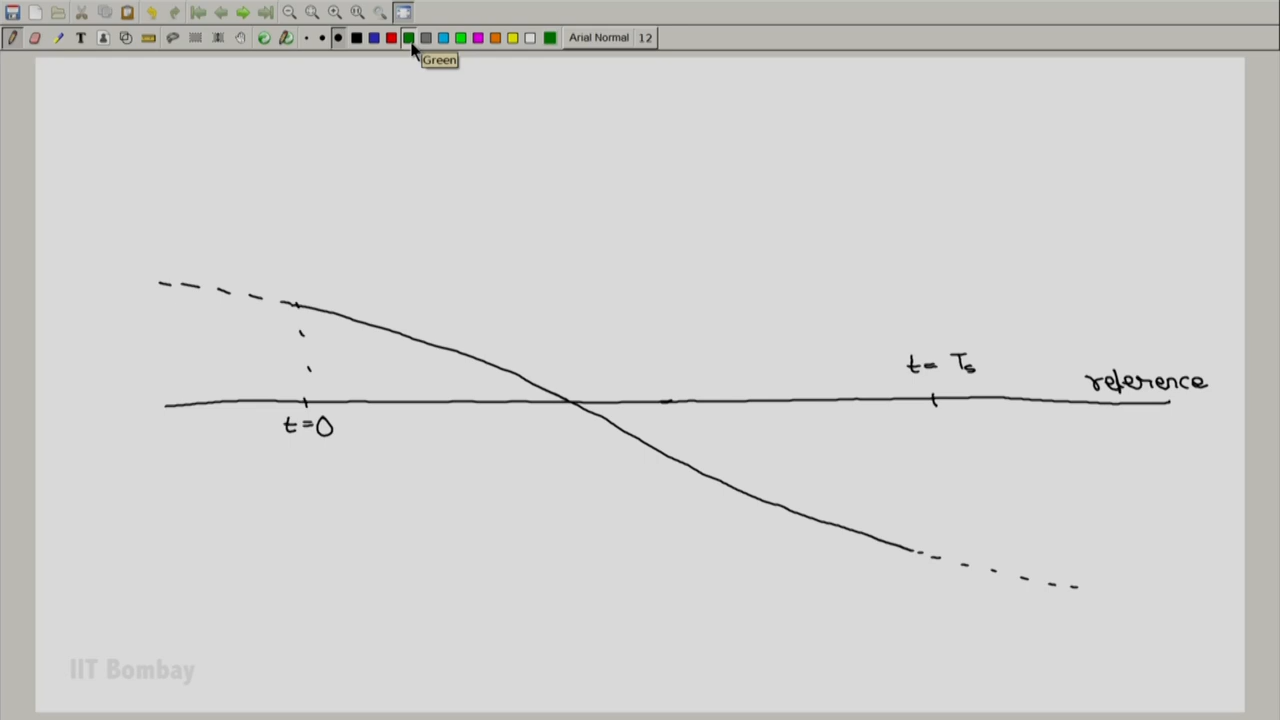 Arial Normal 12
Green
t = Ts
reference
t=0
IIT Bombay